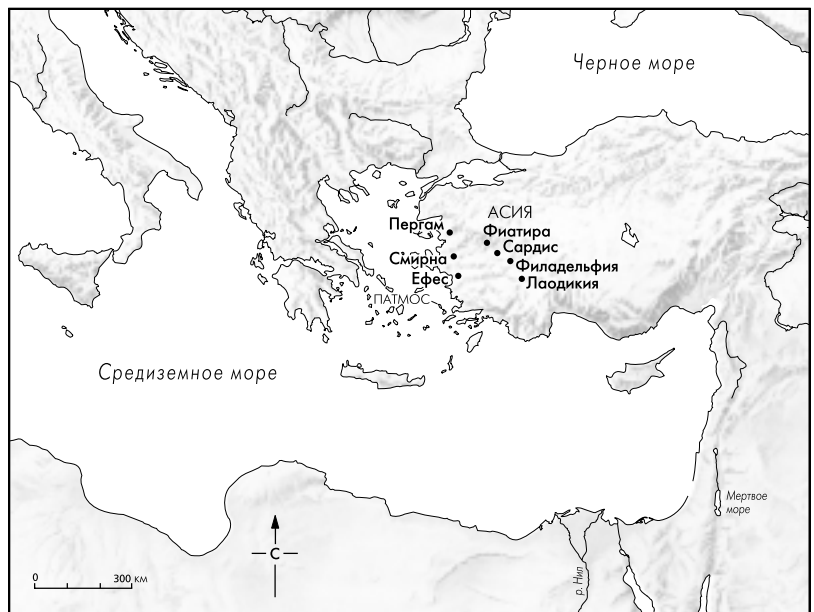 Черное море
АСИЯ
Пергам
Фиатира
Сардис
Смирна
Филадельфия
Ефес
Лаодикия
ПАТМОС
Средиземное море
Мертвое
море
С
0
300 км
р. Нил